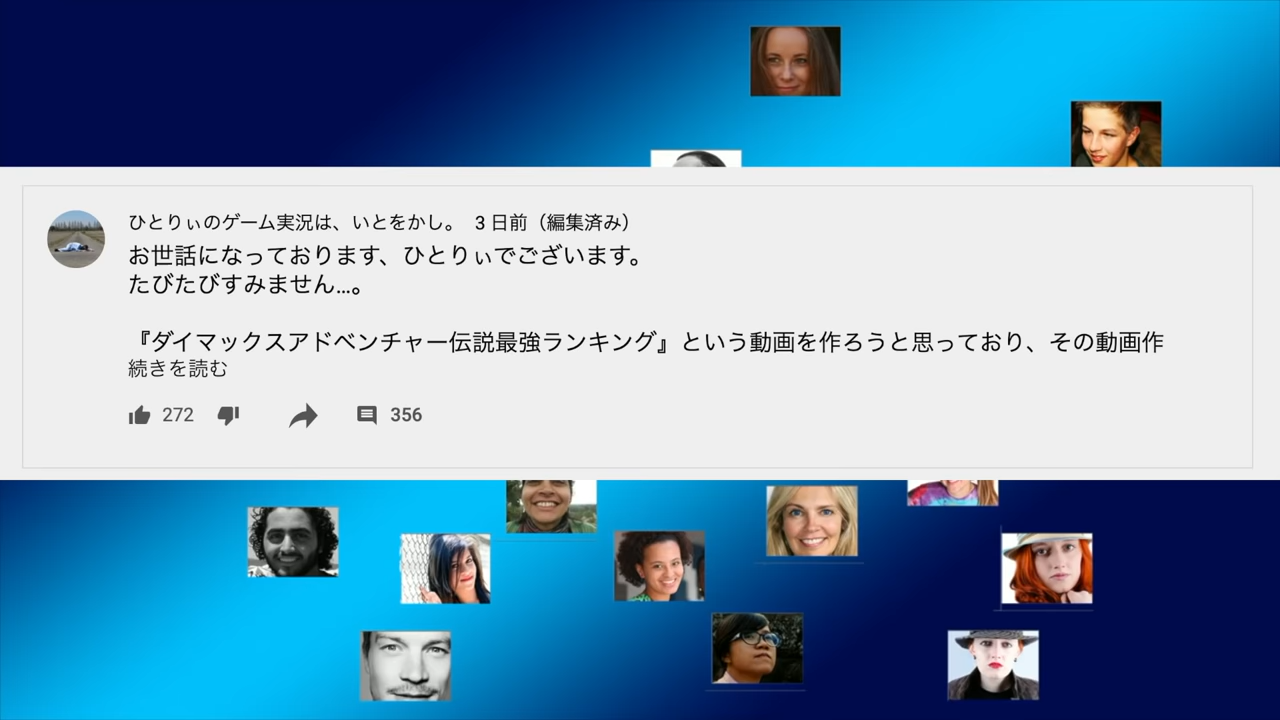 ひとりぃのゲーム実況は、いとをかし。 3 日前（編集済み）
お世話になっております、ひとりぃでございます。
たびたびすみません…。
『ダイマックスアドベンチャー伝説最強ランキング』という動画を作ろうと思っており、その動画作
続きを読む
272 356